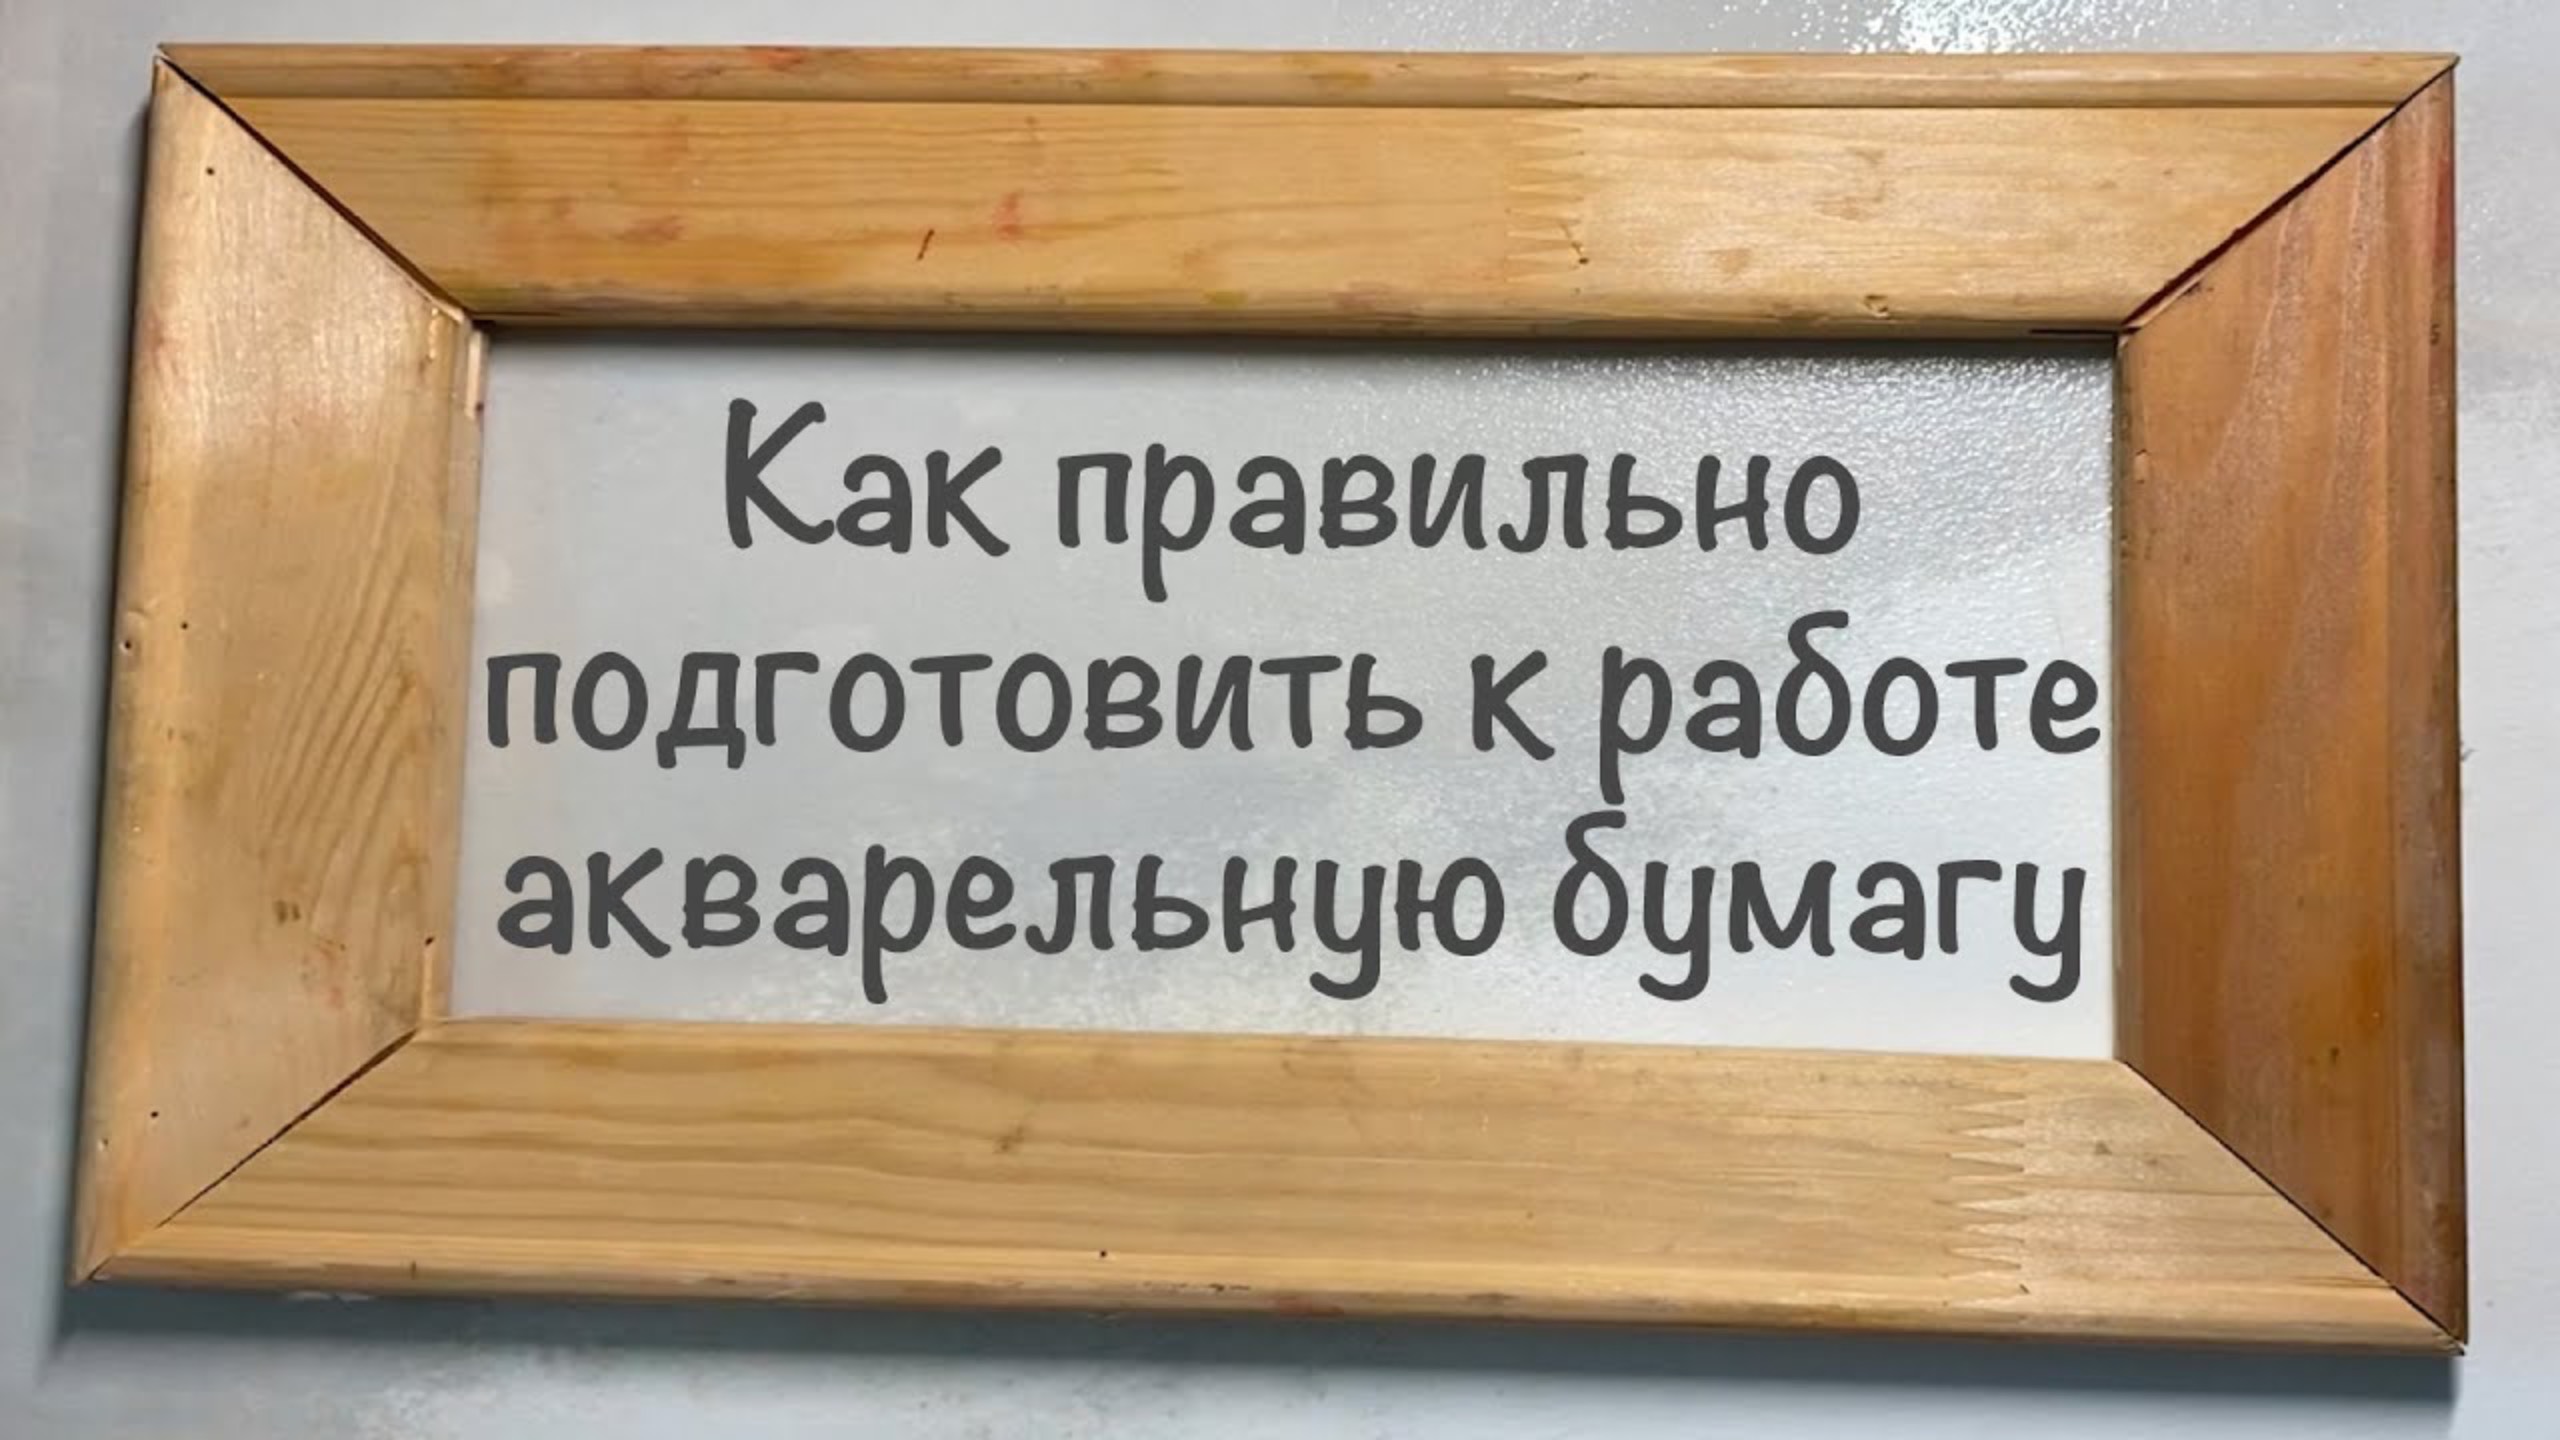 Как правильно
подготовить к работе
акварельную бумагу